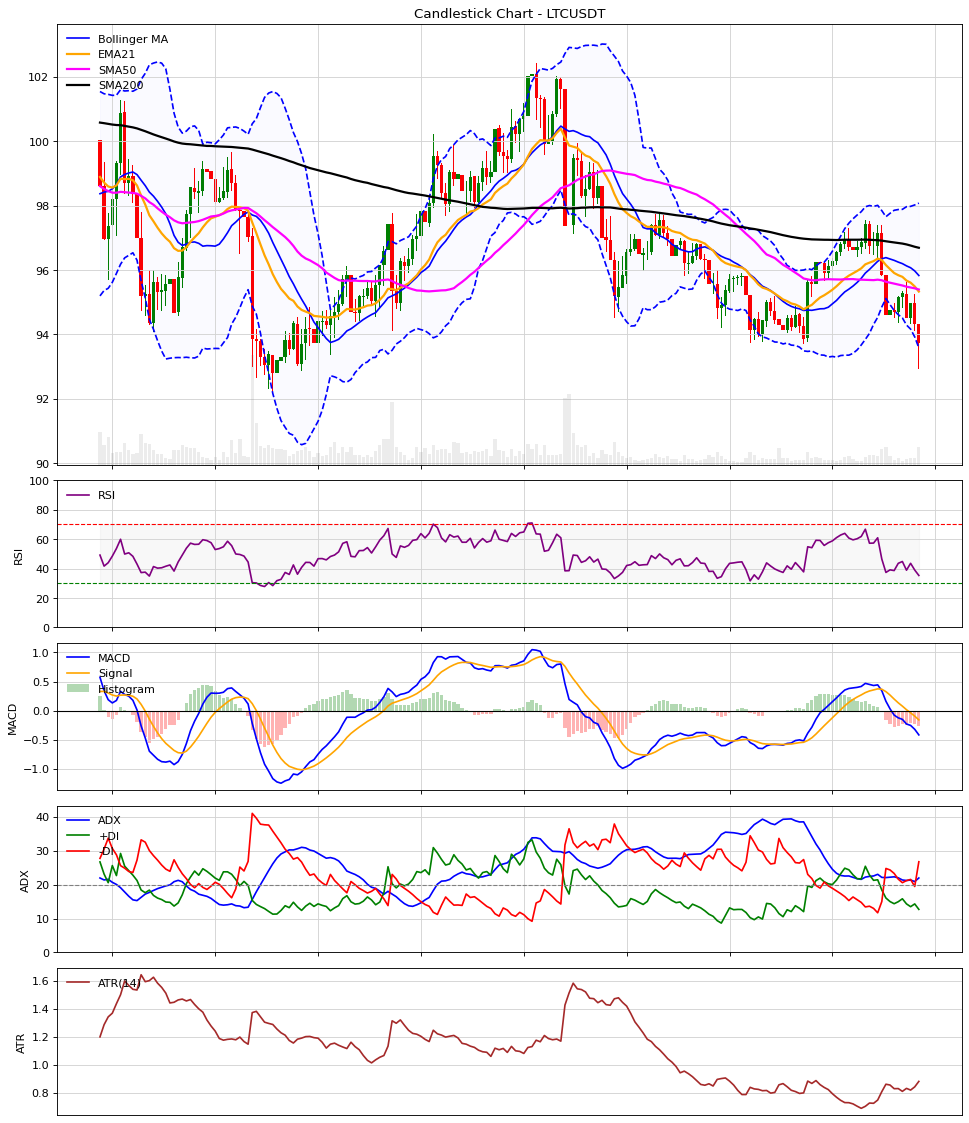 Candlestick Chart - LTCUSDT
Bollinger MA
EMA21
SMA50
SMA200
102
100
98
96
94
92
90
RSI
100
80
60
40
20
0
RSI
MACD
Signal
Histogram
1.0
0.5
0.0
−0.5
−1.0
MACD
ADX
+DI
-DI
40
30
20
10
0
ADX
ATR(14)
1.6
1.4
1.2
1.0
0.8
ATR